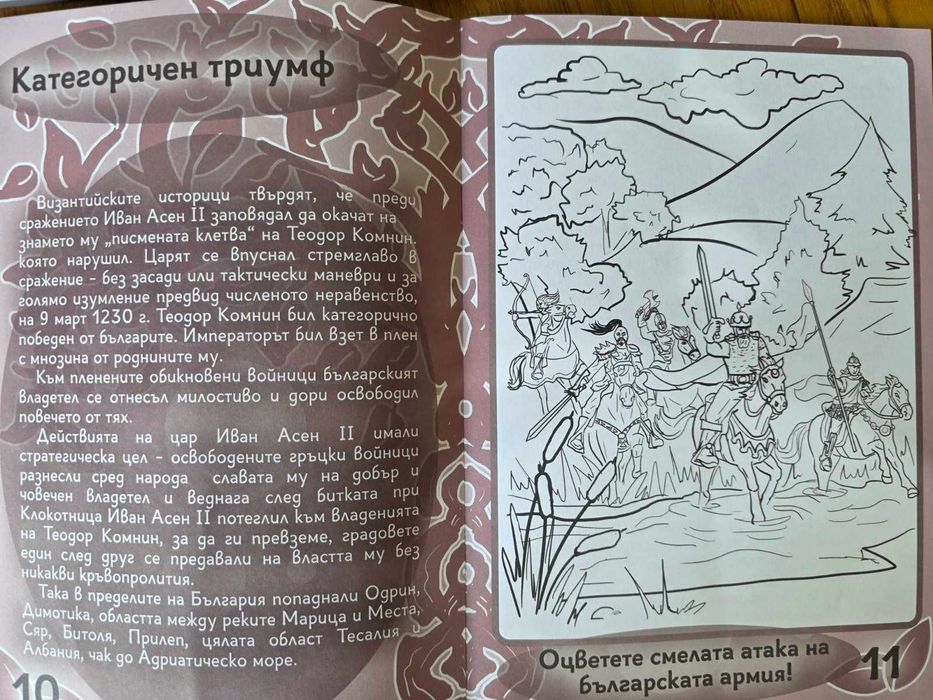 Категоричен триумф
Византийските историци твърдят, че преди
сражението Иван Асен II заповядал да окачат на
знамето му „писмената клетва“ на Теодор Комнин,
която нарушил. Царят се впуснал стремглаво в
сражение - без засади или тактически маневри и за
голямо изумление предвид численото неравенство,
на 9 март 1230 г. Теодор Комнин бил категорично
победен от българите. Императорът бил взет в плен
с мнозина от роднините му.
Към пленените обикновени войници българският
владетел се отнесъл милостиво и дори освободил
повечето от тях.
Действията на цар Иван Асен II имали
стратегическа цел - освободените гръцки войници
разнесли сред народа славата му на добър и
човечен владетел и веднага след битката при
Клокотница Иван Асен II потеглил към владенията
на Теодор Комнин, за да ги превземе, градовете
един след друг се предавали на властта му без
никакви кръвопролития.
Така в пределите на България попаднали Одрин,
Димотика, областта между реките Марица и Места,
Сяр, Битоля, Прилеп, цялата област Тесалия и
Албания, чак до Адриатическо море.
10
Оцветете смелата атака на
българската армия!
11